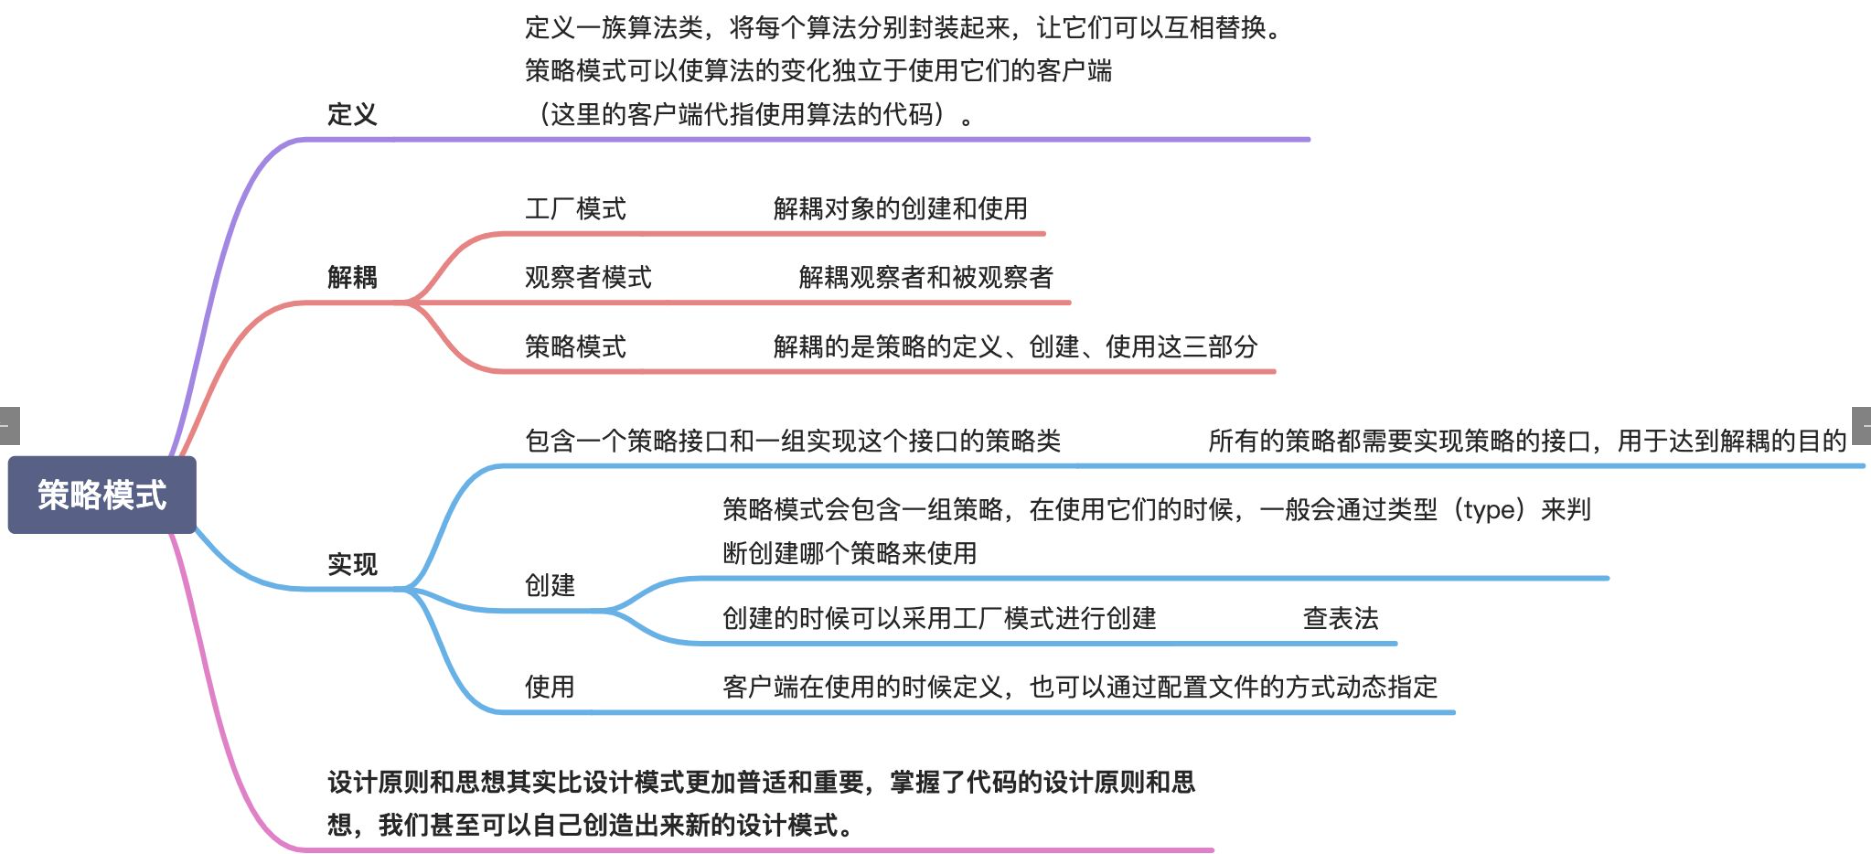 定义一族算法类，将每个算法分别封装起来，让它们可以互相替换。
策略模式可以使算法的变化独立于使用它们的客户端
（这里的客户端代指使用算法的代码）。
定义
工厂模式 解耦对象的创建和使用
解耦
观察者模式 解耦观察者和被观察者
策略模式 解耦的是策略的定义、创建、使用这三部分
包含一个策略接口和一组实现这个接口的策略类 所有的策略都需要实现策略的接口，用于达到解耦的目的
策略模式
策略模式会包含一组策略，在使用它们的时候，一般会通过类型（type）来判
断创建哪个策略来使用
实现
创建
创建的时候可以采用工厂模式进行创建 查表法
使用 客户端在使用的时候定义，也可以通过配置文件的方式动态指定
设计原则和思想其实比设计模式更加普适和重要，掌握了代码的设计原则和思
想，我们甚至可以自己创造出来新的设计模式。